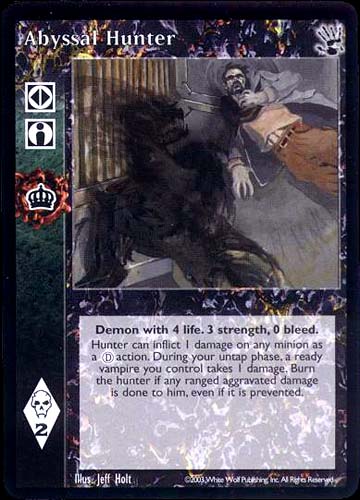 Abyssal Hunter
Demon with 4 life. 3 strength, 0 bleed.
Hunter can inflict 1 damage on any minion as
a Ⓓ action. During your untap phase, a ready
vampire you control takes 1 damage. Burn
the hunter if any ranged aggravated damage
is done to him, even if it is prevented.
2
Illus. Jeff Holt
©2003 White Wolf Publishing, Inc. All Rights Reserved.